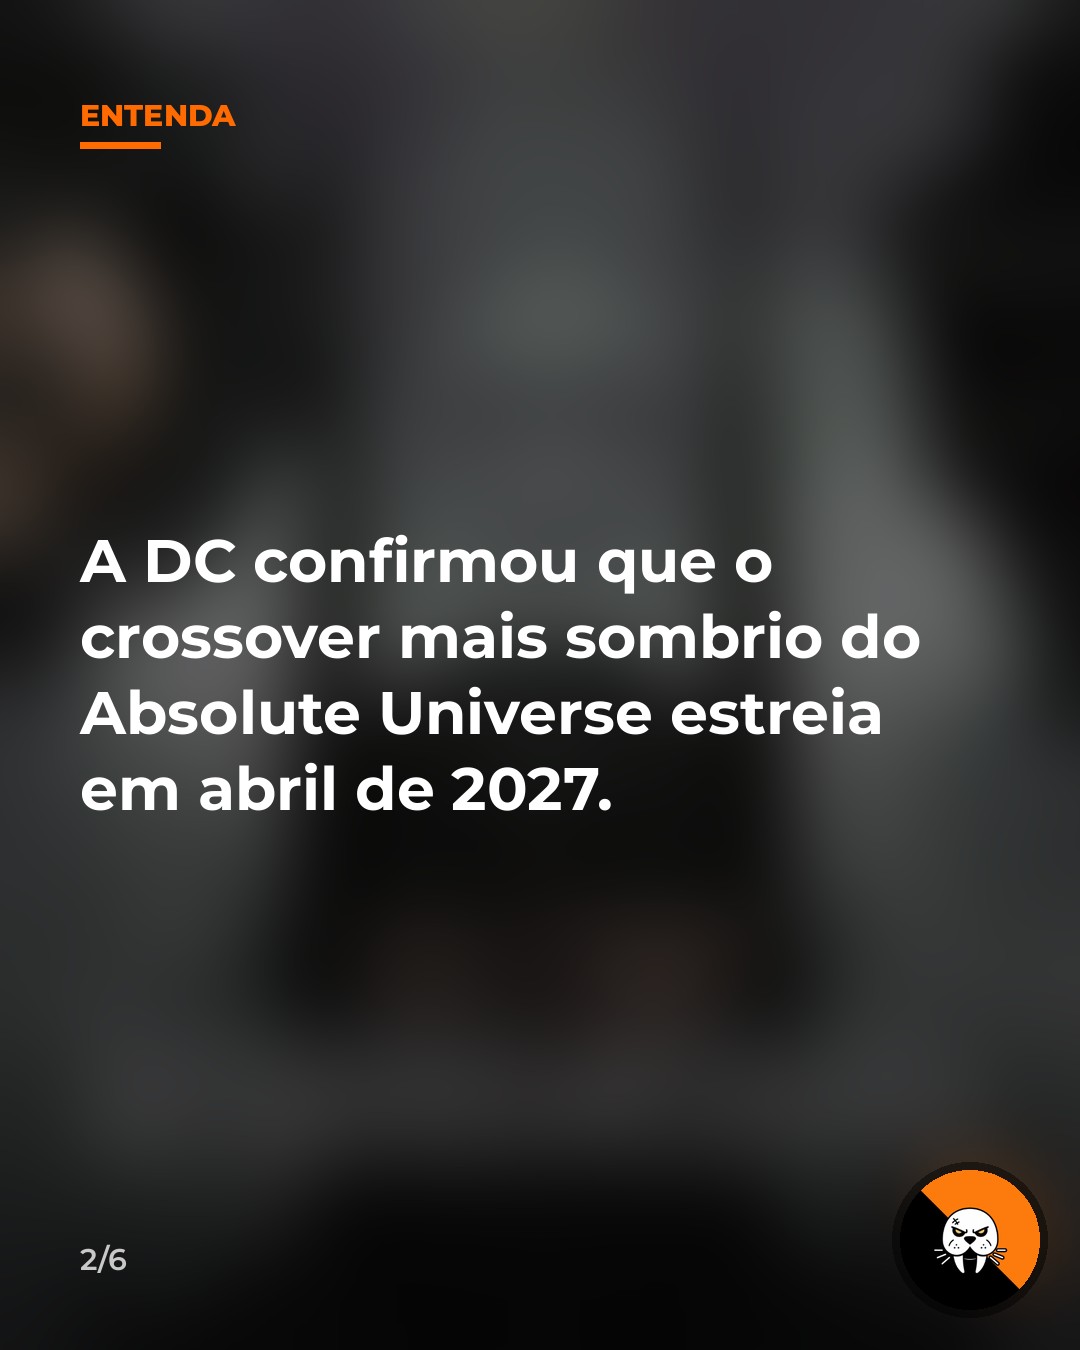 ENTENDA
A DC confirmou que o
crossover mais sombrio do
Absolute Universe estreia
em abril de 2027.
2/6